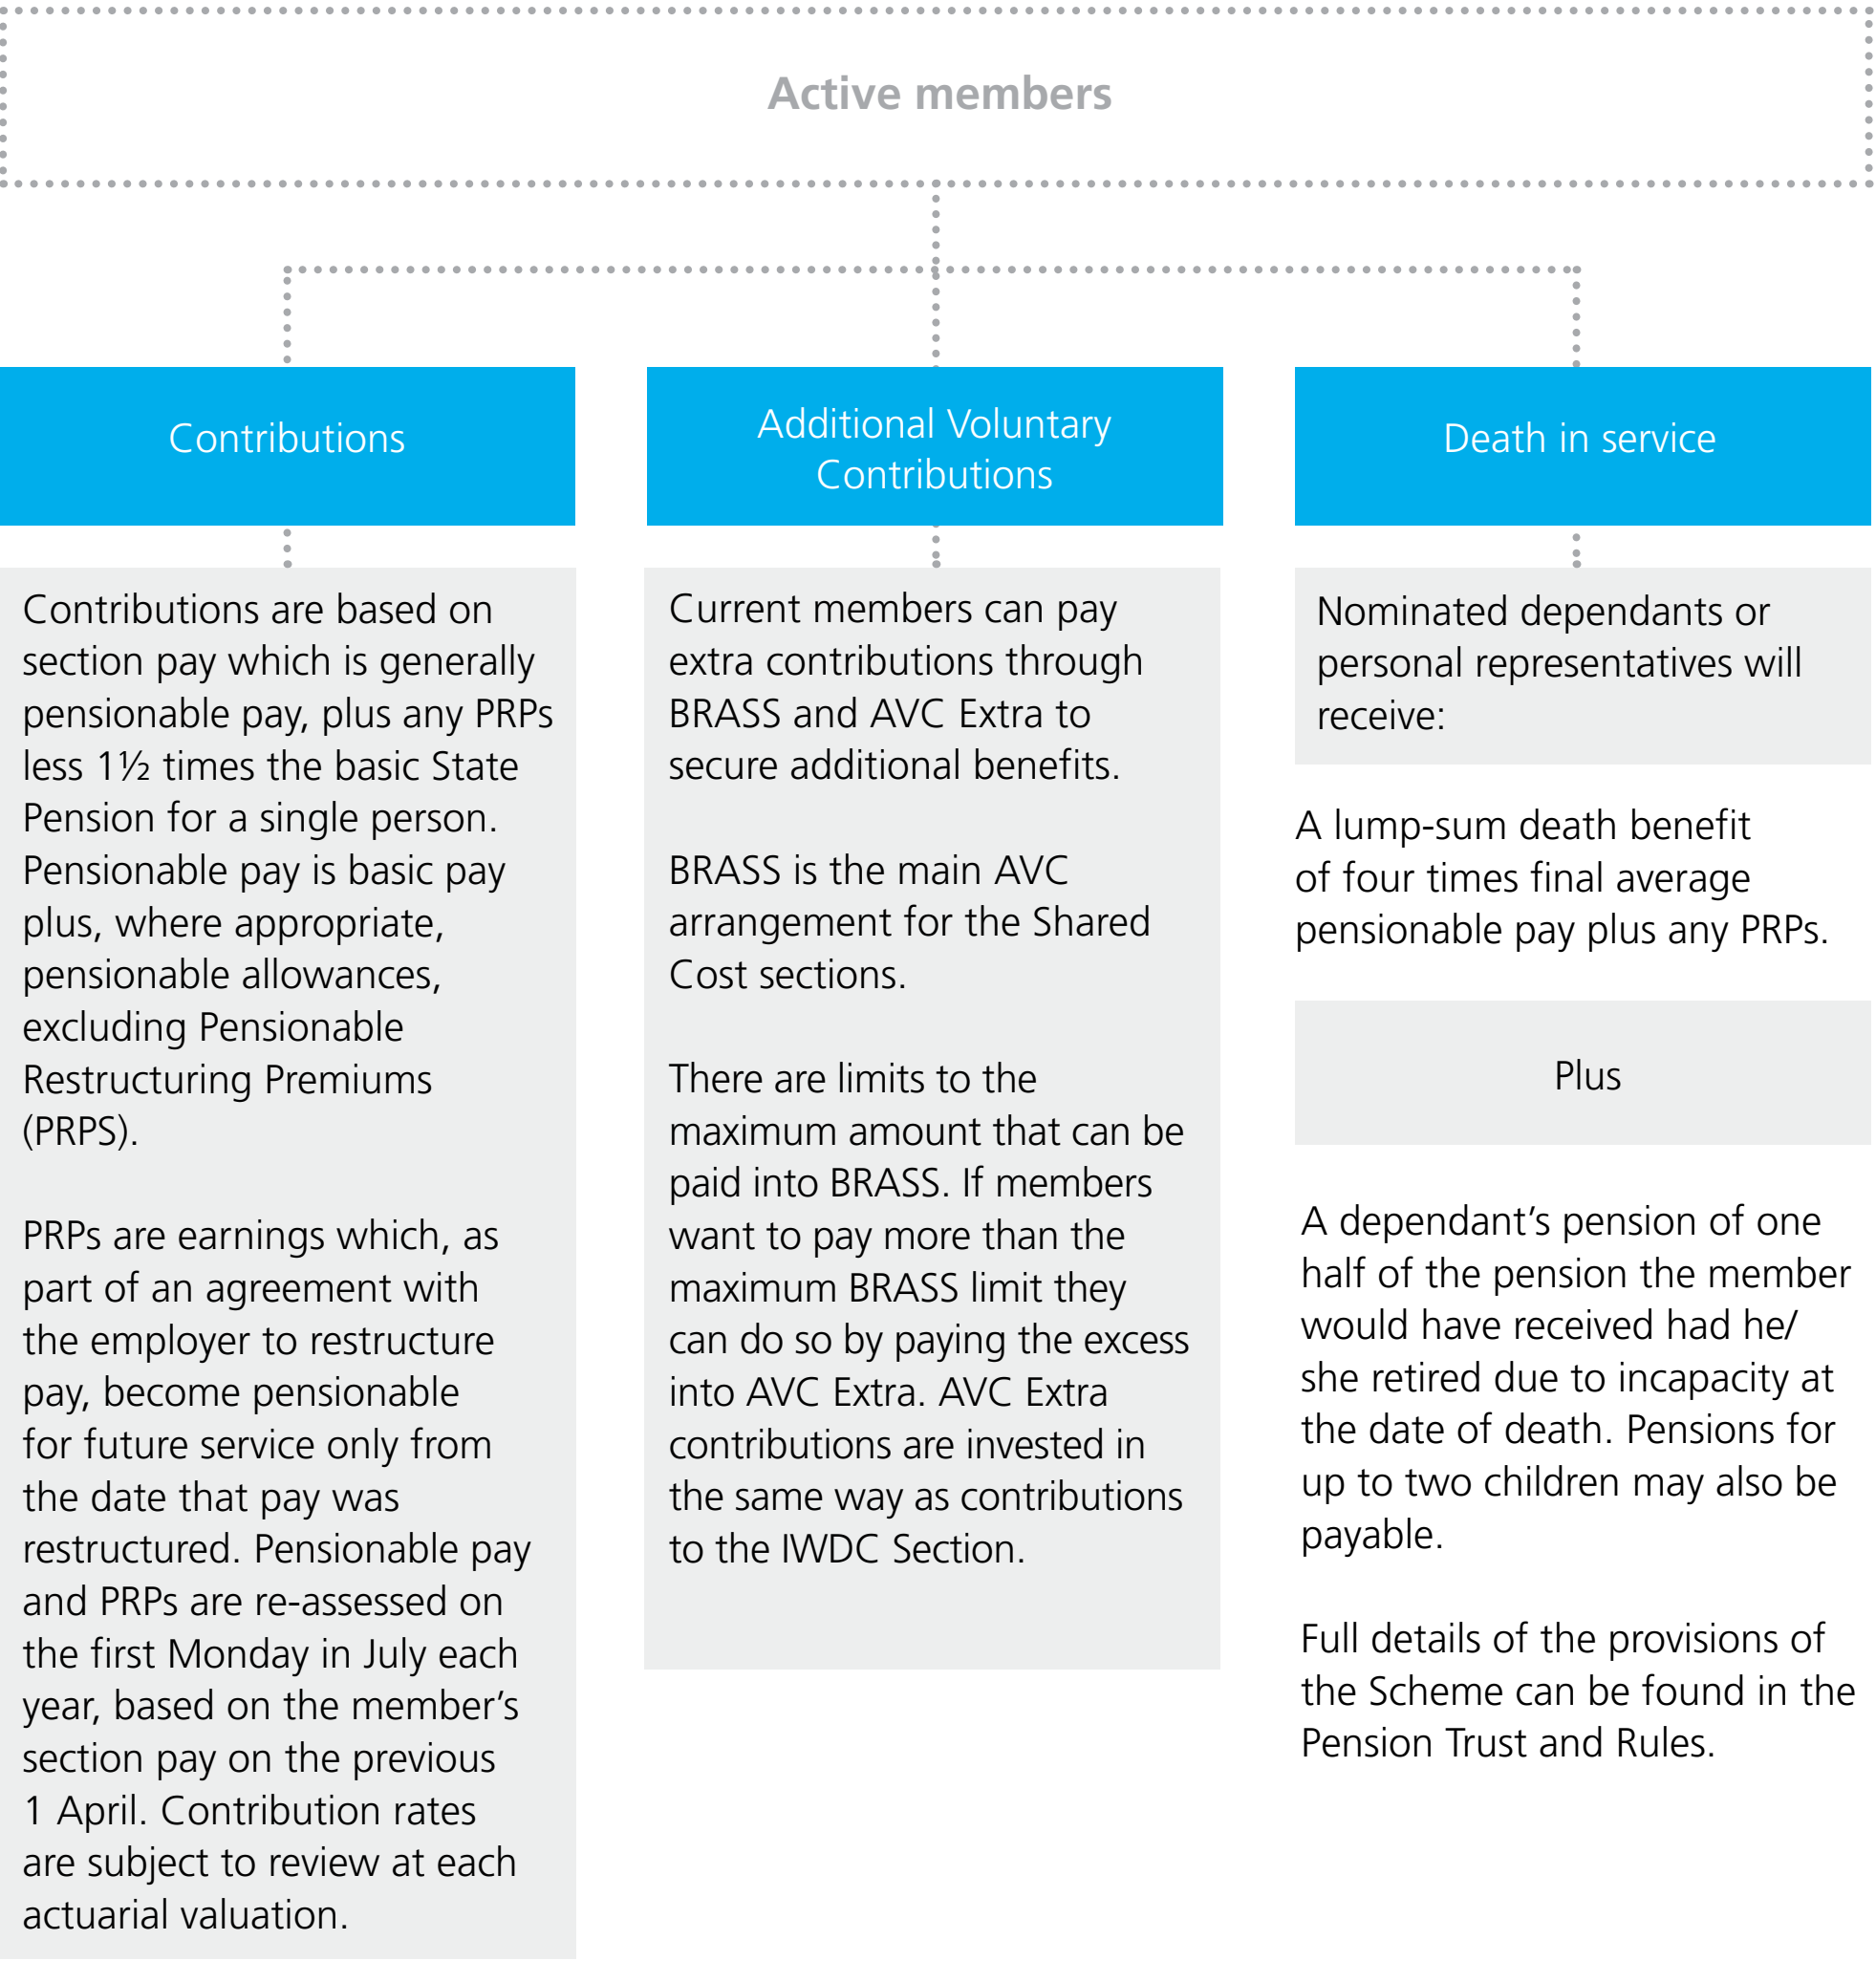 Active members
Contributions
Contributions are based on
section pay which is generally
pensionable pay, plus any PRPs
less 1½ times the basic State
Pension for a single person.
Pensionable pay is basic pay
plus, where appropriate,
pensionable allowances,
excluding Pensionable
Restructuring Premiums
(PRPS).
PRPs are earnings which, as
part of an agreement with
the employer to restructure
pay, become pensionable
for future service only from
the date that pay was
restructured. Pensionable pay
and PRPs are re-assessed on
the first Monday in July each
year, based on the member’s
section pay on the previous
1 April. Contribution rates
are subject to review at each
actuarial valuation.
Additional Voluntary
Contributions
Current members can pay
extra contributions through
BRASS and AVC Extra to
secure additional benefits.
BRASS is the main AVC
arrangement for the Shared
Cost sections.
There are limits to the
maximum amount that can be
paid into BRASS. If members
want to pay more than the
maximum BRASS limit they
can do so by paying the excess
into AVC Extra. AVC Extra
contributions are invested in
the same way as contributions
to the IWDC Section.
Death in service
Nominated dependants or
personal representatives will
receive:
A lump-sum death benefit
of four times final average
pensionable pay plus any PRPs.
Plus
A dependant’s pension of one
half of the pension the member
would have received had he/
she retired due to incapacity at
the date of death. Pensions for
up to two children may also be
payable.
Full details of the provisions of
the Scheme can be found in the
Pension Trust and Rules.